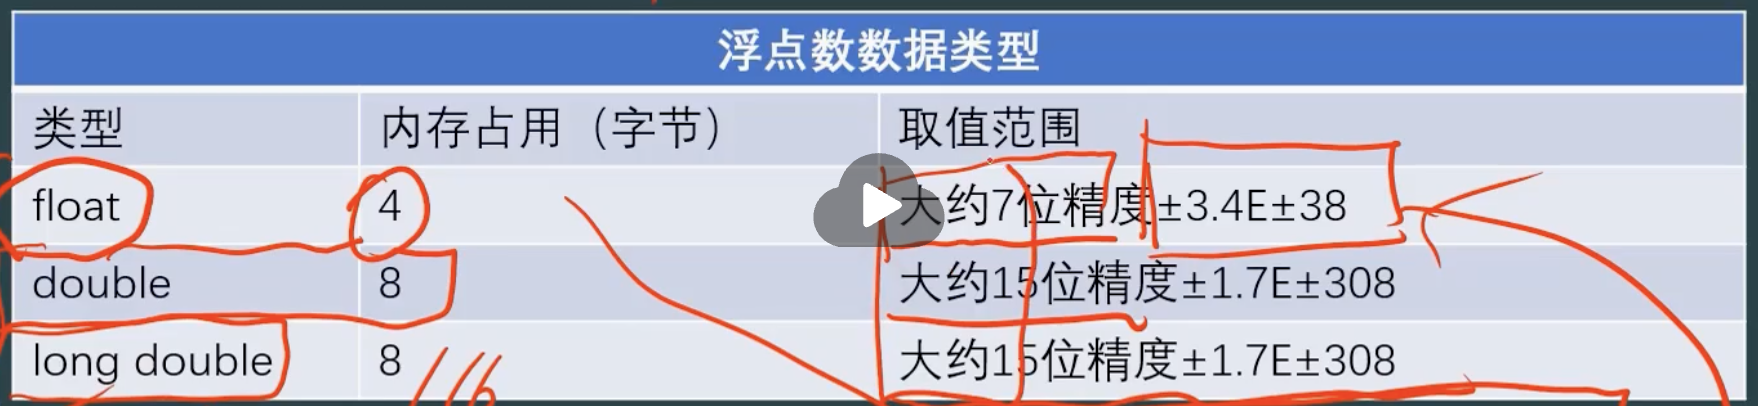 浮点数数据类型
类型 内存占用（字节） 取值范围
float 4 大约7位精度±3.4E±38
double 8 大约15位精度±1.7E±308
long double 8 /16 大约15位精度±1.7E±308